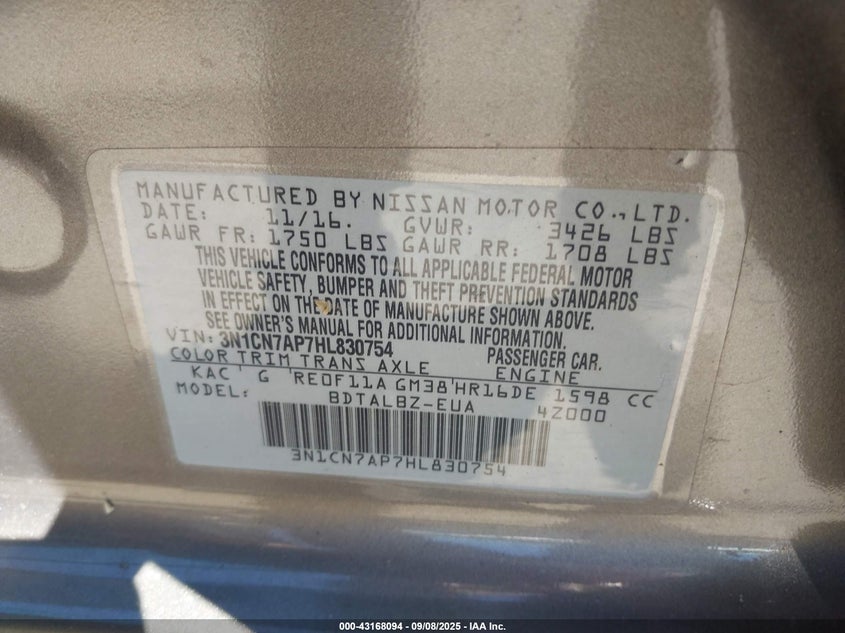 MANUFACTURED BY NISSAN MOTOR CO., LTD.
DATE: 11/16. GVWR: 3426 LBS
GAWR FR: 1750 LBS GAWR RR: 1708 LBS
THIS VEHICLE CONFORMS TO ALL APPLICABLE FEDERAL MOTOR
VEHICLE SAFETY, BUMPER AND THEFT PREVENTION STANDARDS
IN EFFECT ON THE DATE OF MANUFACTURE SHOWN ABOVE.
SEE OWNER'S MANUAL FOR ADDITIONAL INFORMATION.
VIN: 3N1CN7AP7HL830754 PASSENGER CAR.
COLOR TRIM TRANS AXLE ENGINE
KAC G RE0F11A GM38 HR16DE 1598 CC
MODEL: BDTALBZ-EUA 4Z000
3N1CN7AP7HL830754
000-43168094 - 09/08/2025 - IAA Inc.